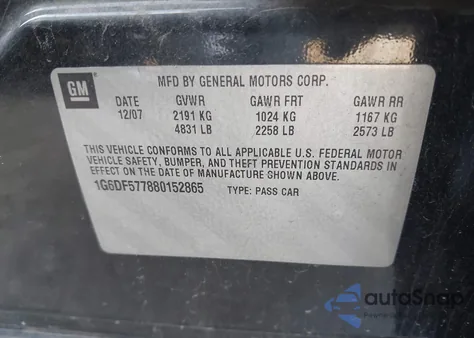 GM
MFD BY GENERAL MOTORS CORP.
DATE GVWR GAWR FRT GAWR RR
12/07 2191 KG 1024 KG 1167 KG
4831 LB 2258 LB 2573 LB
THIS VEHICLE CONFORMS TO ALL APPLICABLE U.S. FEDERAL MOTOR
VEHICLE SAFETY, BUMPER, AND THEFT PREVENTION STANDARDS IN
EFFECT ON THE DATE OF MANUFACTURE SHOWN ABOVE.
1G6DF577880152865 TYPE: PASS CAR
autoSnap